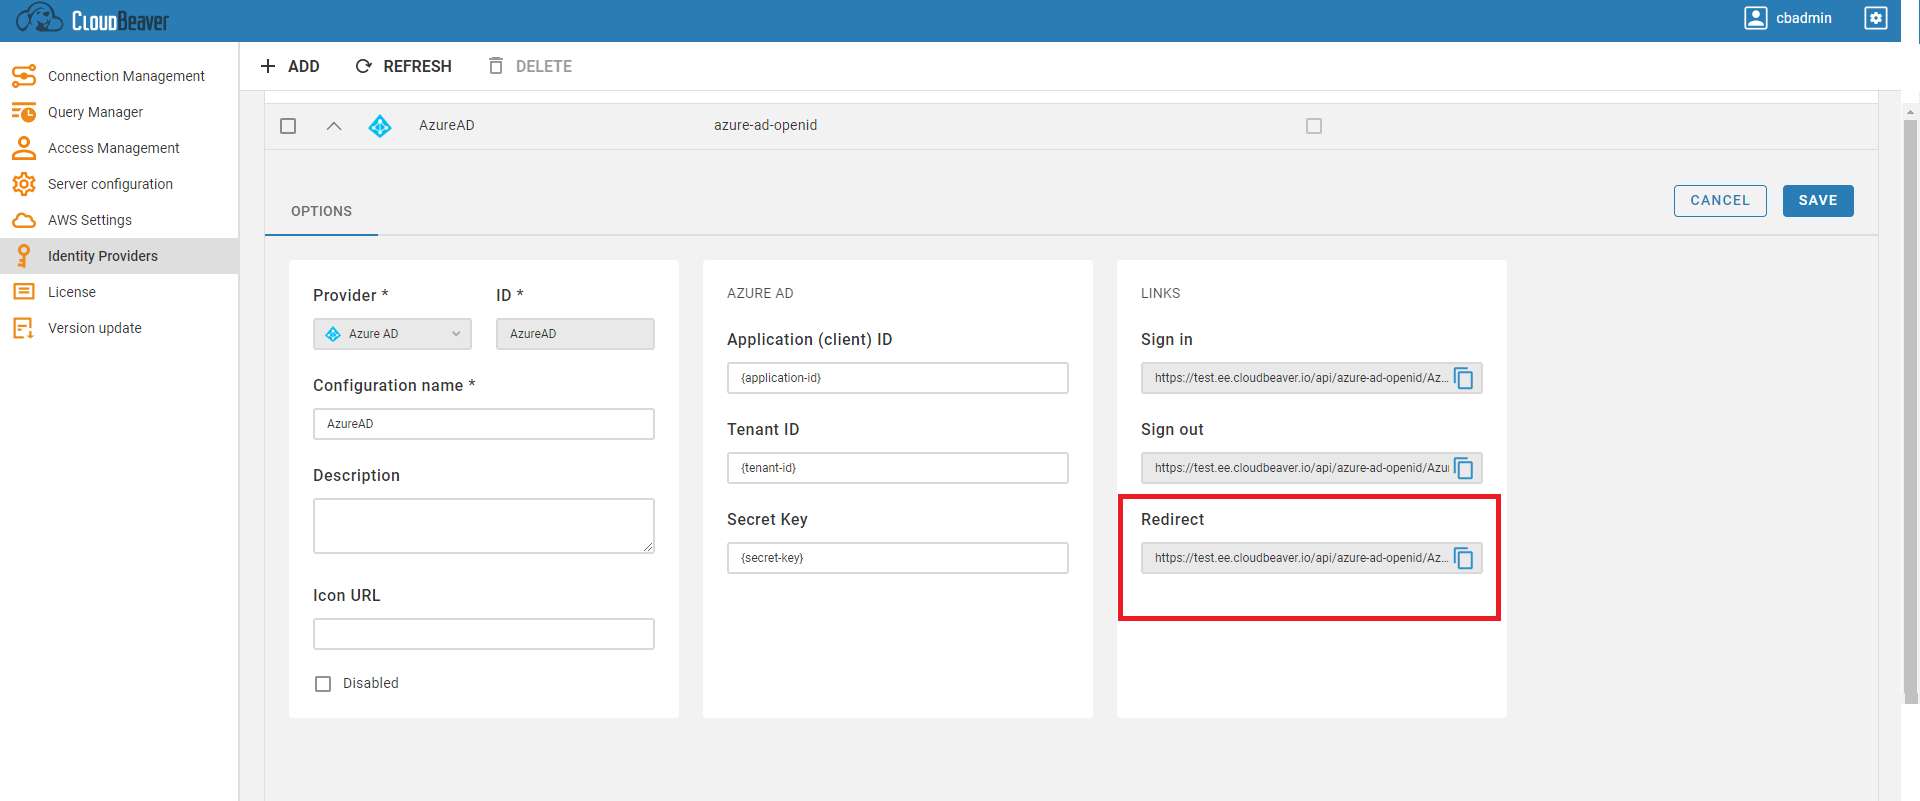 CloudBeaver
cbadmin
Connection Management
Query Manager
Access Management
Server configuration
AWS Settings
Identity Providers
License
Version update
ADD REFRESH DELETE
AzureAD azure-ad-openid
OPTIONS
CANCEL SAVE
Provider * ID *
Azure AD AzureAD
Configuration name *
AzureAD
Description
Icon URL
Disabled
AZURE AD
Application (client) ID
{application-id}
Tenant ID
{tenant-id}
Secret Key
{secret-key}
LINKS
Sign in
https://test.ee.cloudbeaver.io/api/azure-ad-openid/Az...
Sign out
https://test.ee.cloudbeaver.io/api/azure-ad-openid/Azu
Redirect
https://test.ee.cloudbeaver.io/api/azure-ad-openid/Az...